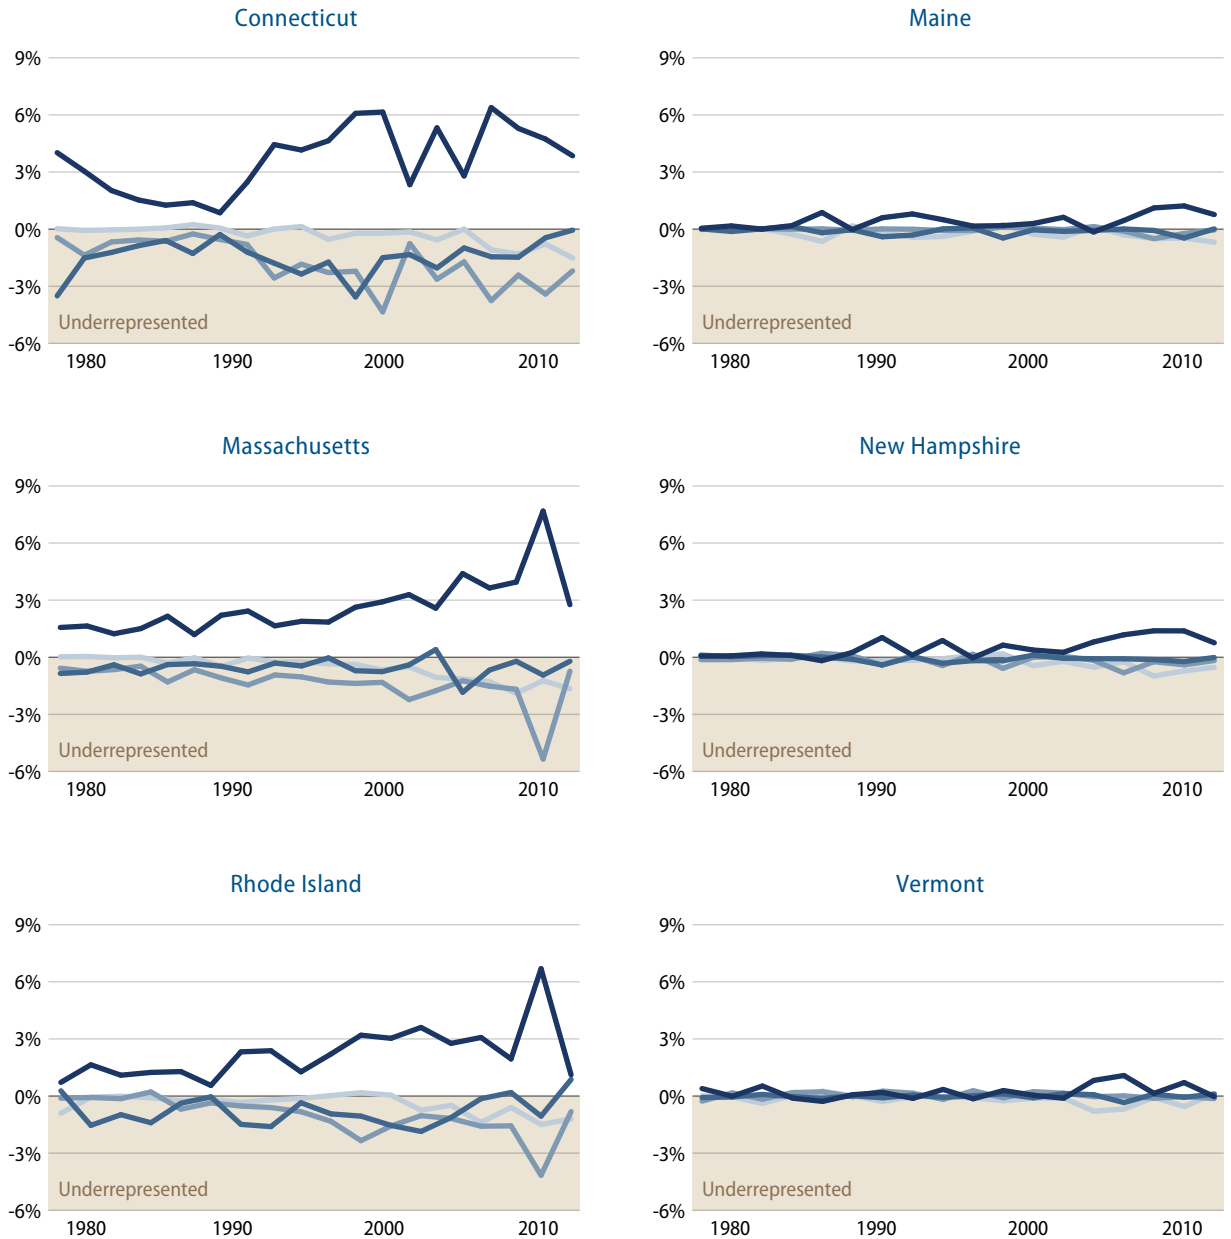 Connecticut
9%
6%
3%
0%
-3%
-6%
Underrepresented
1980 1990 2000 2010
Maine
9%
6%
3%
0%
-3%
-6%
Underrepresented
1980 1990 2000 2010
Massachusetts
9%
6%
3%
0%
-3%
-6%
Underrepresented
1980 1990 2000 2010
New Hampshire
9%
6%
3%
0%
-3%
-6%
Underrepresented
1980 1990 2000 2010
Rhode Island
9%
6%
3%
0%
-3%
-6%
Underrepresented
1980 1990 2000 2010
Vermont
9%
6%
3%
0%
-3%
-6%
Underrepresented
1980 1990 2000 2010